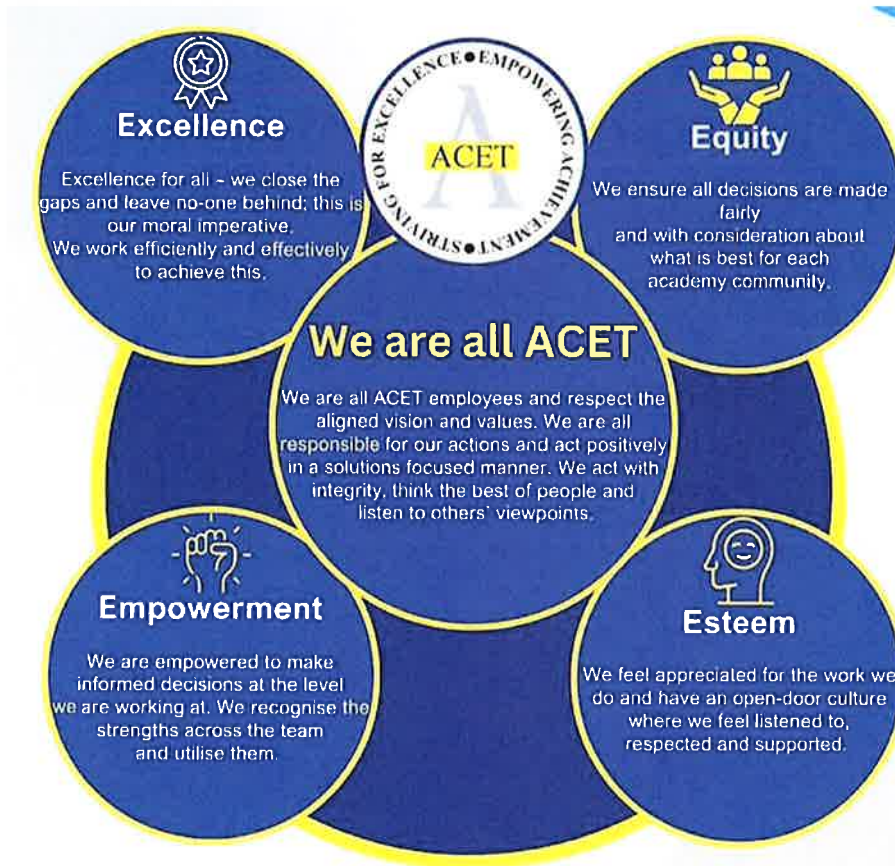 Excellence
Excellence for all – we close the
gaps and leave no-one behind; this is
our moral imperative.
We work efficiently and effectively
to achieve this.
STRIVING FOR EXCELLENCE●EMPOWERING ACHIEVEMENT●
A
ACET
Equity
We ensure all decisions are made
fairly
and with consideration about
what is best for each
academy community.
We are all ACET
We are all ACET employees and respect the
aligned vision and values. We are all
responsible for our actions and act positively
in a solutions focused manner. We act with
integrity, think the best of people and
listen to others' viewpoints.
Empowerment
We are empowered to make
informed decisions at the level
we are working at. We recognise the
strengths across the team
and utilise them.
Esteem
We feel appreciated for the work we
do and have an open-door culture
where we feel listened to,
respected and supported.